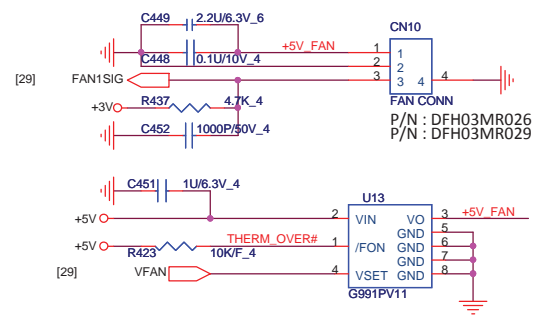 C449 2.2U/6.3V_6
CN10
+5V_FAN
1 1
C448 0.1U/10V_4
2 2
[29] FAN1SIG
3 3 4 4
R437 4.7K_4
FAN CONN
+3V
P/N : DFH03MR026
C452 1000P/50V_4
P/N : DFH03MR029
C451 1U/6.3V_4
U13
+5V 2 VIN VO 3 +5V_FAN
GND 5
+5V THERM_OVER# 1 /FON GND 6
R423 10K/F_4
GND 7
[29] VFAN 4 VSET GND 8
G991PV11